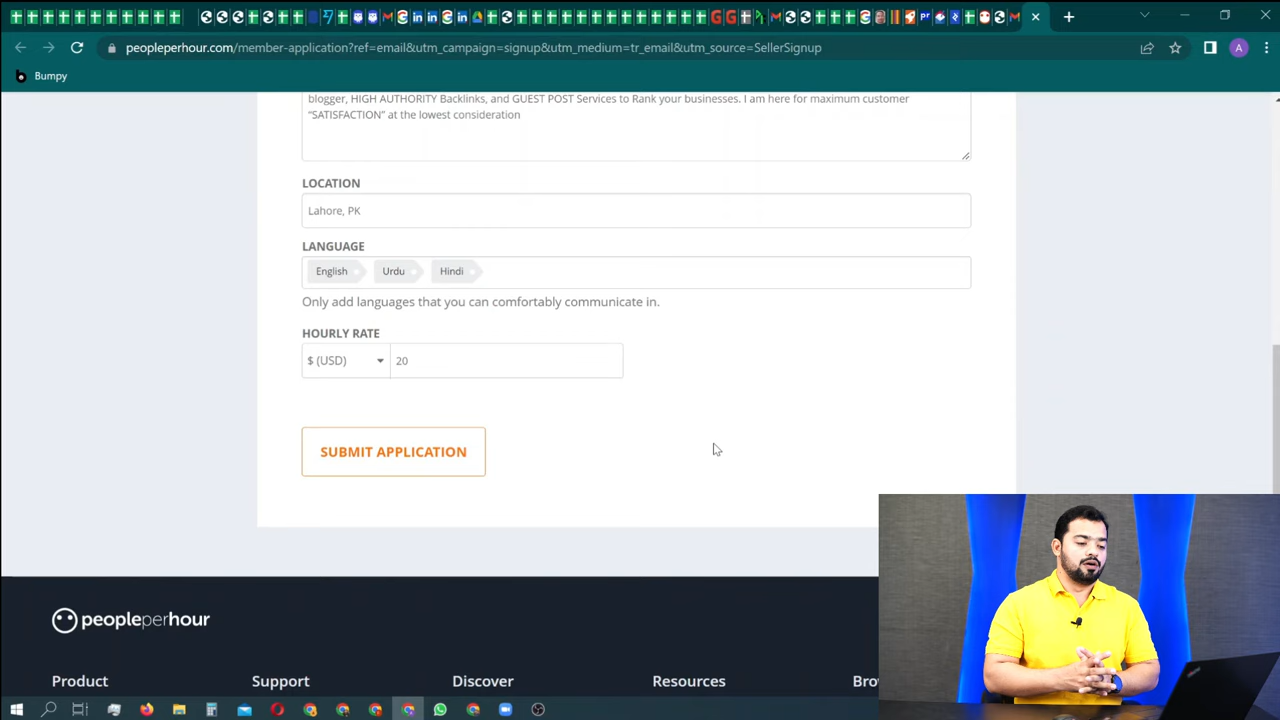 peopleperhour.com/member-application?ref=email&utm_campaign=signup&utm_medium=tr_email&utm_source=SellerSignup
A
Bumpy
blogger, HIGH AUTHORITY Backlinks, and GUEST POST Services to Rank your businesses. I am here for maximum customer
“SATISFACTION” at the lowest consideration
LOCATION
Lahore, PK
LANGUAGE
English Urdu Hindi
Only add languages that you can comfortably communicate in.
HOURLY RATE
$ (USD) 20
SUBMIT APPLICATION
peopleperhour
Product Support Discover Resources